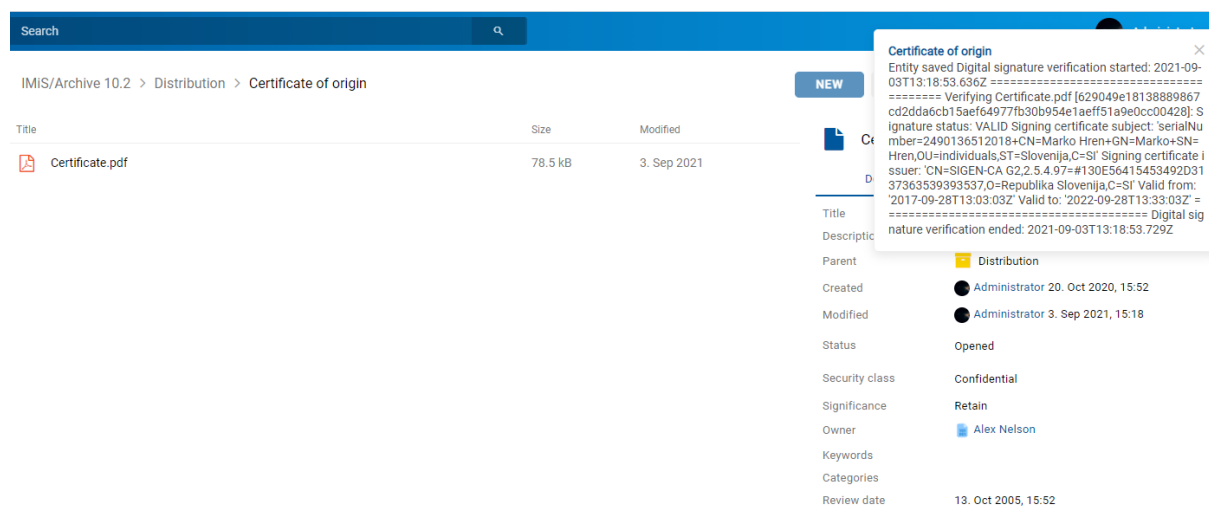 Search
IMiS/Archive 10.2 > Distribution > Certificate of origin
NEW
Title Size Modified
Certificate.pdf 78.5 kB 3. Sep 2021
Certificate of origin
Entity saved Digital signature verification started: 2021-09-
03T13:18:53.636Z ================================
======== Verifying Certificate.pdf [629049e18138889867
cd2dda6cb15aef64977fb30b954e1aeff51a9e0cc00428]: S
ignature status: VALID Signing certificate subject: 'serialNu
mber=2490136512018+CN=Marko Hren+GN=Marko+SN=
Hren,OU=individuals,ST=Slovenija,C=SI' Signing certificate i
ssuer: 'CN=SIGEN-CA G2,2.5.4.97=#130E56415453492D31
37363539393537,O=Republika Slovenija,C=SI' Valid from:
'2017-09-28T13:03:03Z' Valid to: '2022-09-28T13:33:03Z' =
======================================= Digital sig
nature verification ended: 2021-09-03T13:18:53.729Z
Title
Parent Distribution
Created Administrator 20. Oct 2020, 15:52
Modified Administrator 3. Sep 2021, 15:18
Status Opened
Security class Confidential
Significance Retain
Owner Alex Nelson
Keywords
Categories
Review date 13. Oct 2005, 15:52